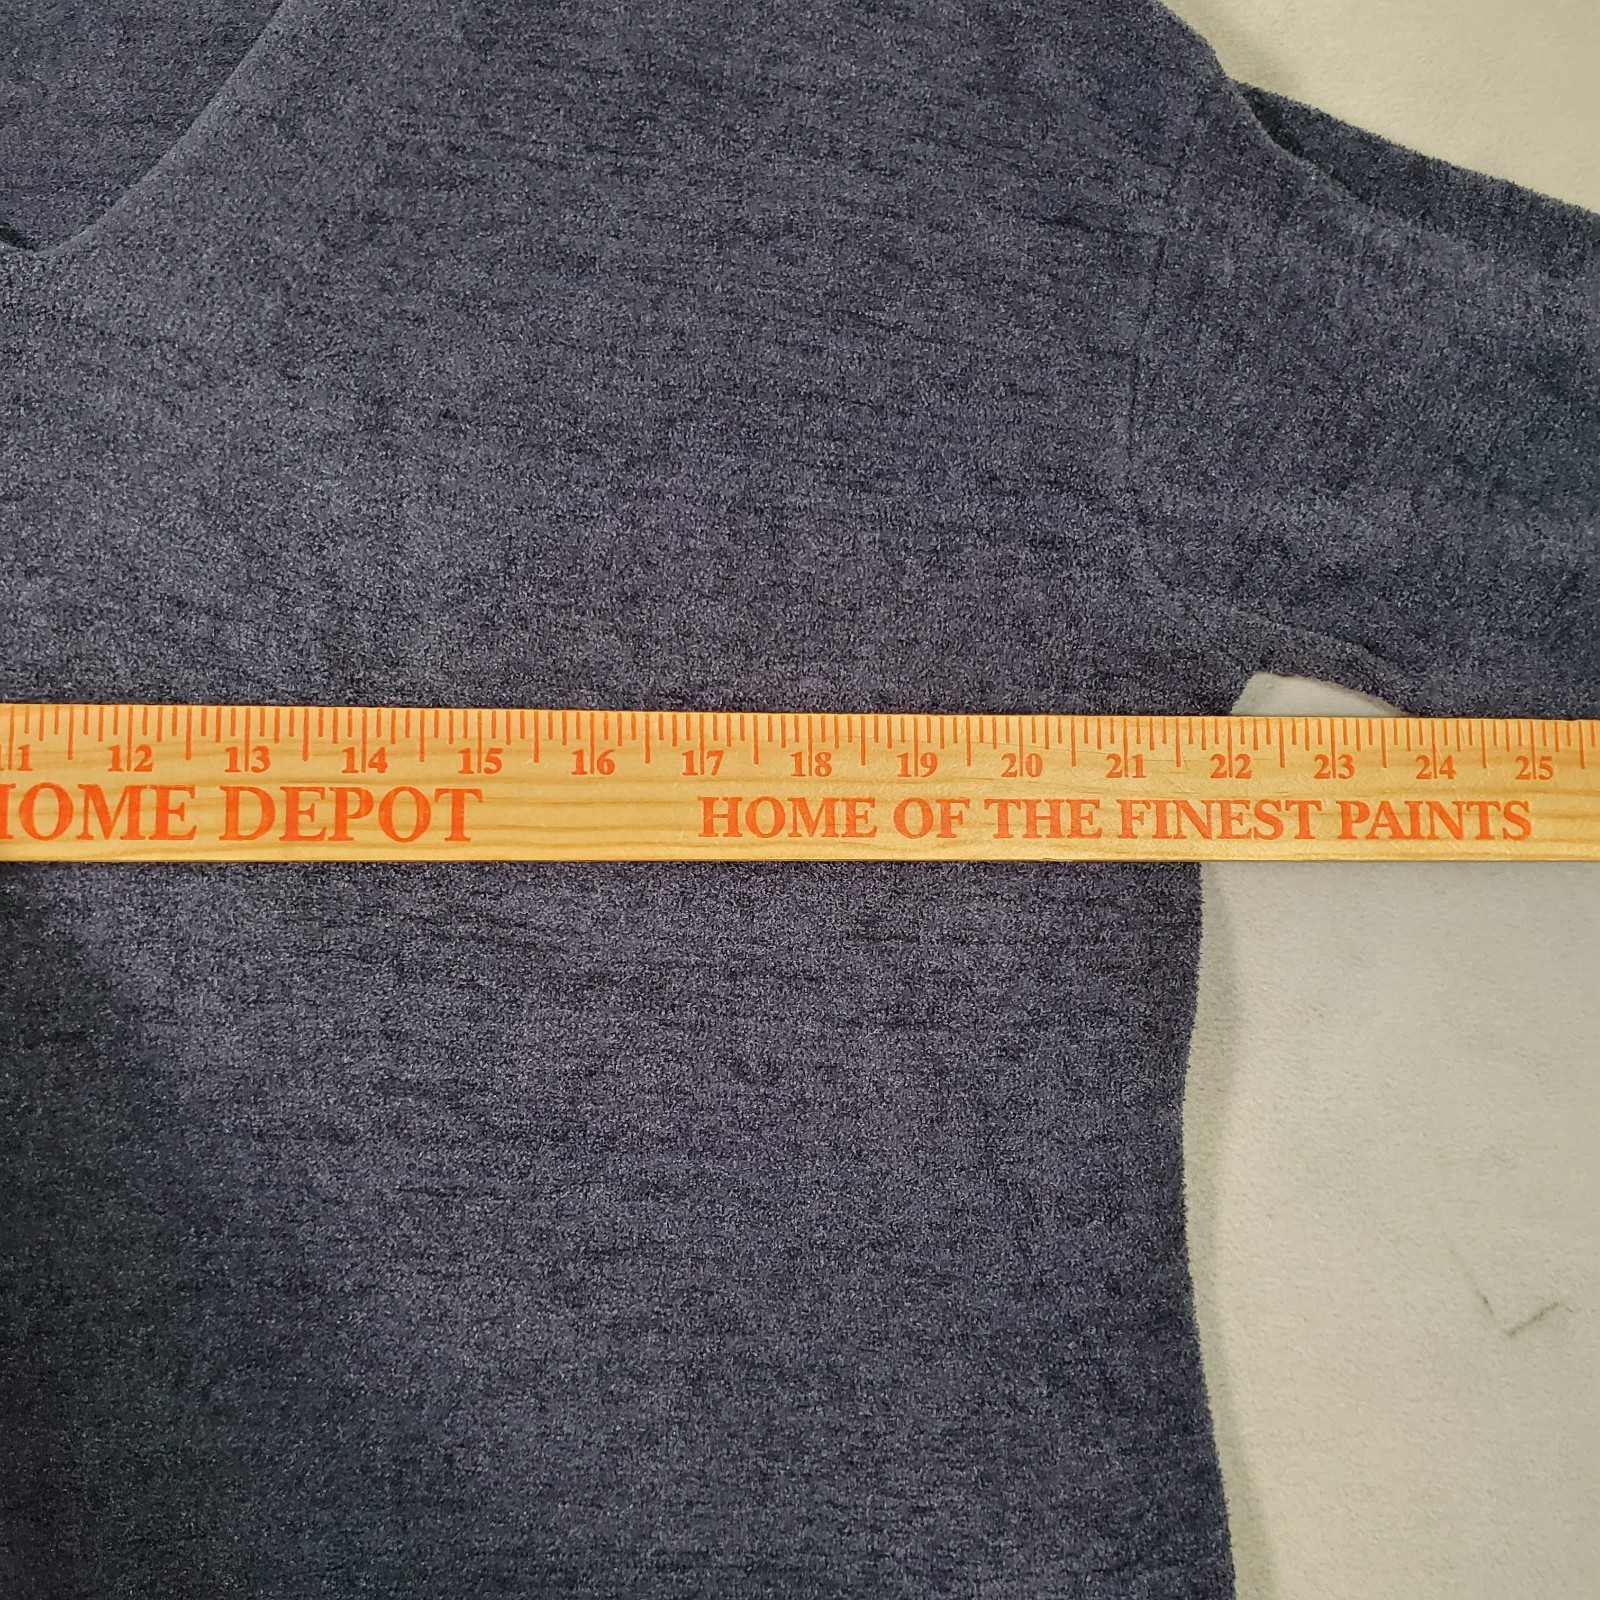 11 12 13 14 15 16 17 18 19 20 21 22 23 24 25
HOME DEPOT HOME OF THE FINEST PAINTS